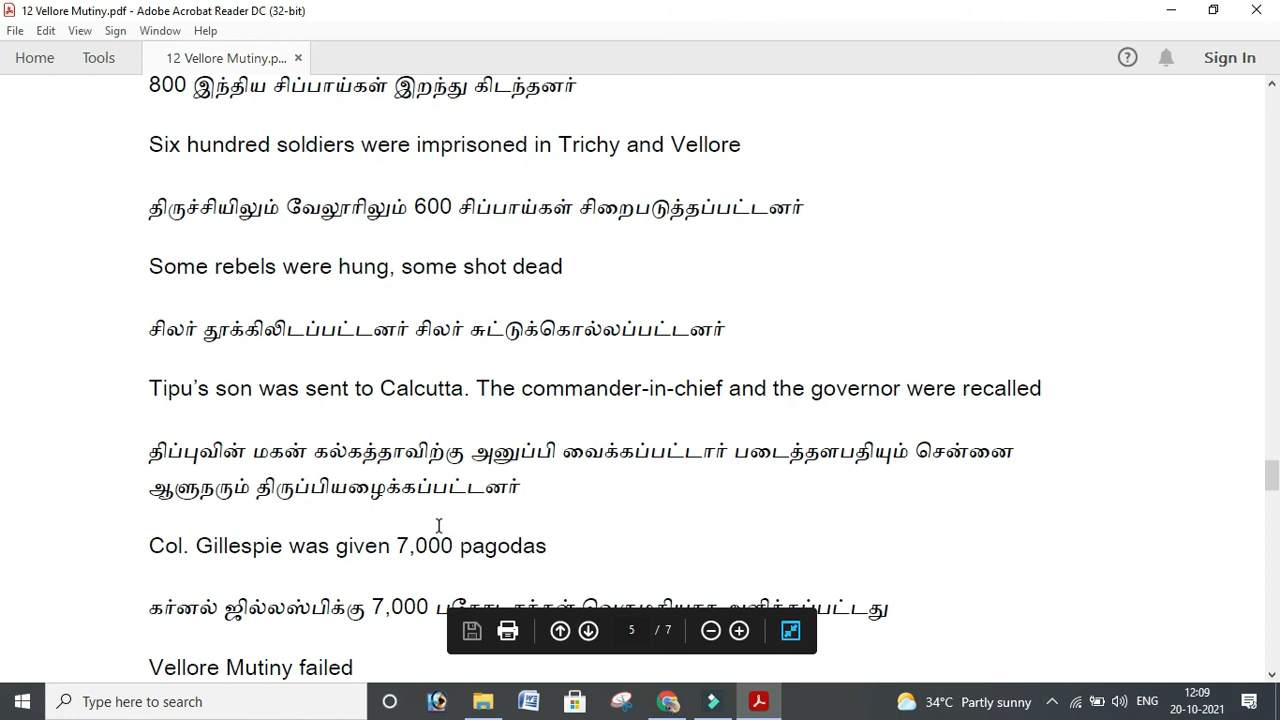 12 Vellore Mutiny.pdf - Adobe Acrobat Reader DC (32-bit)
File Edit View Sign Window Help
Home Tools 12 Vellore Mutiny.p... × Sign In
800 இந்திய சிப்பாய்கள் இறந்து கிடந்தனர்
Six hundred soldiers were imprisoned in Trichy and Vellore
திருச்சியிலும் வேலூரிலும் 600 சிப்பாய்கள் சிறைபடுத்தப்பட்டனர்
Some rebels were hung, some shot dead
சிலர் தூக்கிலிடப்பட்டனர் சிலர் சுட்டுக்கொல்லப்பட்டனர்
Tipu’s son was sent to Calcutta. The commander-in-chief and the governor were recalled
திப்புவின் மகன் கல்கத்தாவிற்கு அனுப்பி வைக்கப்பட்டார் படைத்தளபதியும் சென்னை
ஆளுநரும் திருப்பியழைக்கப்பட்டனர்
Col. Gillespie was given 7,000 pagodas
கர்னல் ஜில்லஸ்பிக்கு 7,000
5 / 7
Vellore Mutiny failed
Type here to search
34°C Partly sunny ENG 12:09
20-10-2021